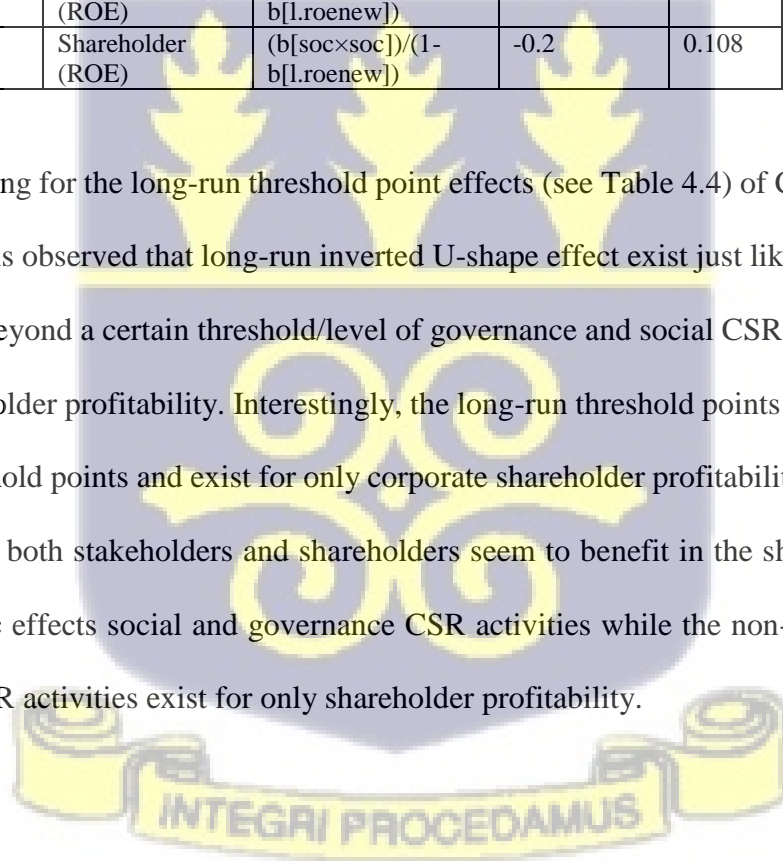 (ROE) b[l.roenew])
Shareholder (b[soc×soc])/(1- -0.2 0.108
(ROE) b[l.roenew])
ng for the long-run threshold point effects (see Table 4.4) of
s observed that long-run inverted U-shape effect exist just lik
eyond a certain threshold/level of governance and social CSR
older profitability. Interestingly, the long-run threshold points
old points and exist for only corporate shareholder profitabilit
both stakeholders and shareholders seem to benefit in the sh
effects social and governance CSR activities while the non-
R activities exist for only shareholder profitability.
INTEGRI PROCEDAMUS